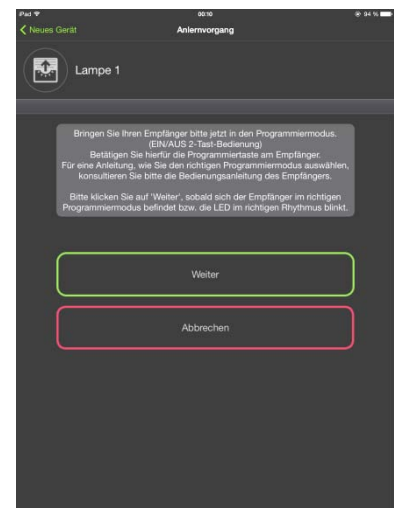 iPad
00:10
94 %
Neues Gerät
Anlernvorgang
Lampe 1
Bringen Sie Ihren Empfänger bitte jetzt in den Programmiermodus.
(EIN/AUS 2-Tast-Bedienung)
Betätigen Sie hierfür die Programmiertaste am Empfänger.
Für eine Anleitung, wie Sie den richtigen Programmiermodus auswählen,
konsultieren Sie bitte die Bedienungsanleitung des Empfängers.
Bitte klicken Sie auf 'Weiter', sobald sich der Empfänger im richtigen
Programmiermodus befindet bzw. die LED im richtigen Rhythmus blinkt.
Weiter
Abbrechen